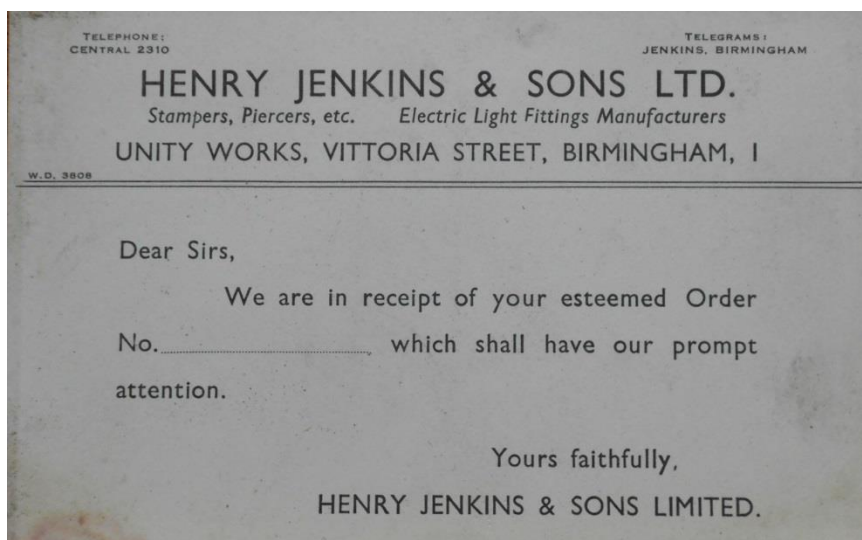 TELEPHONE: TELEGRAMS:
CENTRAL 2310 JENKINS, BIRMINGHAM
HENRY JENKINS & SONS LTD.
Stampers, Piercers, etc. Electric Light Fittings Manufacturers
UNITY WORKS, VITTORIA STREET, BIRMINGHAM, 1
W.D. 3808
Dear Sirs,
We are in receipt of your esteemed Order
No. , which shall have our prompt
attention.
Yours faithfully,
HENRY JENKINS & SONS LIMITED.